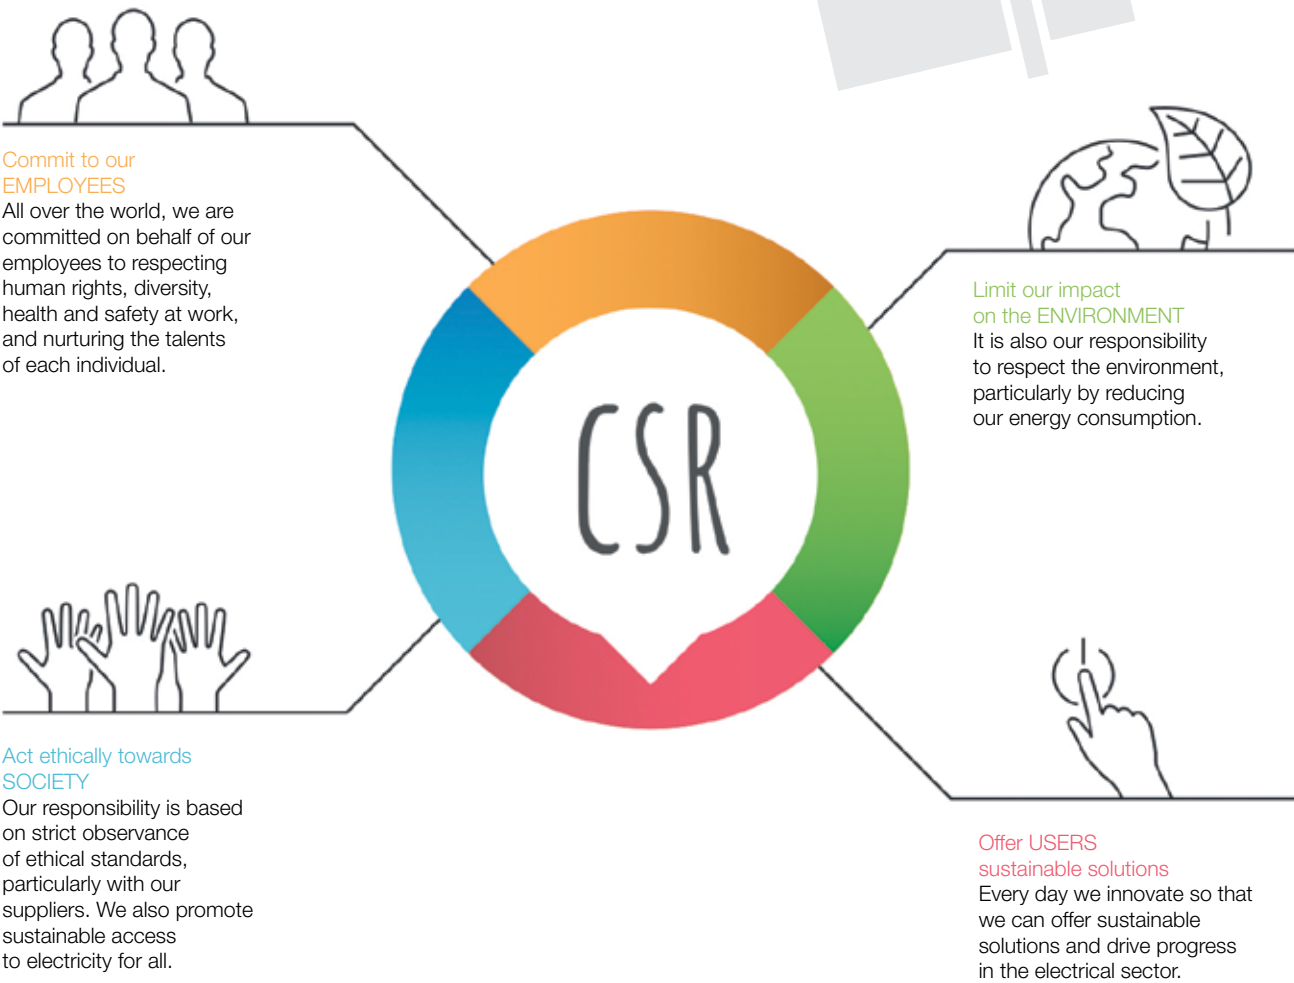 Commit to our
EMPLOYEES
All over the world, we are
committed on behalf of our
employees to respecting
human rights, diversity,
health and safety at work,
and nurturing the talents
of each individual.
Limit our impact
on the ENVIRONMENT
It is also our responsibility
to respect the environment,
particularly by reducing
our energy consumption.
CSR
Act ethically towards
SOCIETY
Our responsibility is based
on strict observance
of ethical standards,
particularly with our
suppliers. We also promote
sustainable access
to electricity for all.
Offer USERS
sustainable solutions
Every day we innovate so that
we can offer sustainable
solutions and drive progress
in the electrical sector.